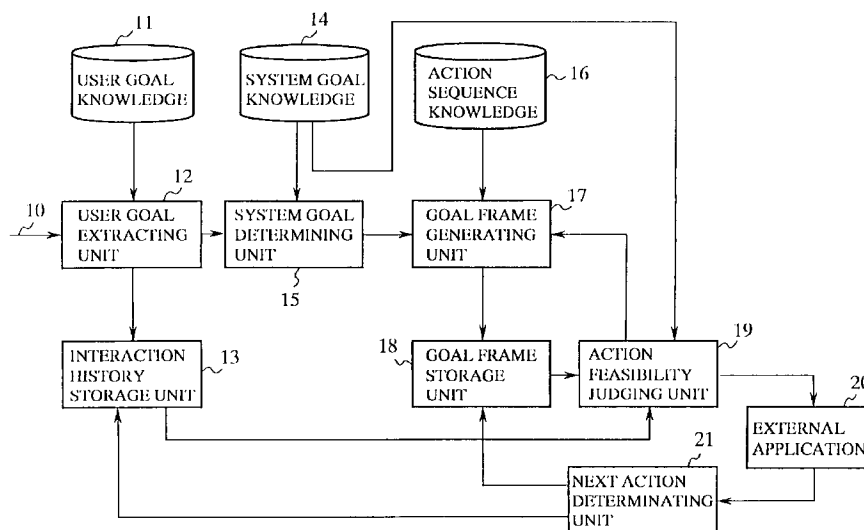 11
14
16
USER GOAL
KNOWLEDGE
SYSTEM GOAL
KNOWLEDGE
ACTION
SEQUENCE
KNOWLEDGE
10
12
USER GOAL
EXTRACTING
UNIT
SYSTEM GOAL
DETERMINING
UNIT
15
17
GOAL FRAME
GENERATING
UNIT
13
INTERACTION
HISTORY
STORAGE UNIT
18
GOAL FRAME
STORAGE
UNIT
19
ACTION
FEASIBILITY
JUDGING UNIT
20
EXTERNAL
APPLICATION
21
NEXT ACTION
DETERMINATING
UNIT